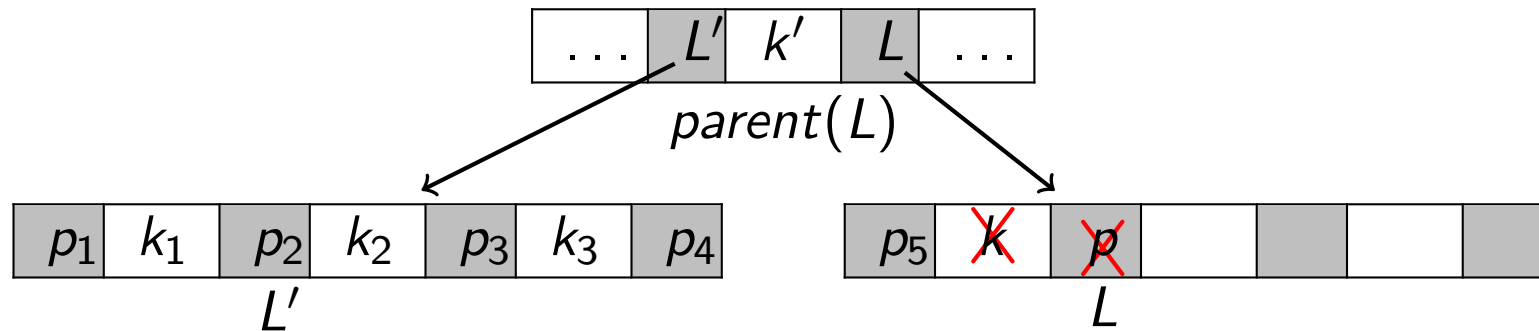 ... L′ k′ L ...
parent(L)
p₁ k₁ p₂ k₂ p₃ k₃ p₄ p₅ k p
L′ L